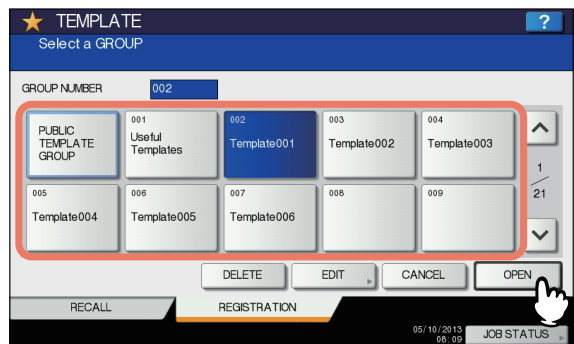 TEMPLATE
?
Select a GROUP
GROUP NUMBER 002
PUBLIC
TEMPLATE
GROUP
001
Useful
Templates
002
Template001
003
Template002
004
Template003
1
21
005
Template004
006
Template005
007
Template006
008
009
DELETE
EDIT
CANCEL
OPEN
RECALL
REGISTRATION
05/10/2013
08:09
JOB STATUS